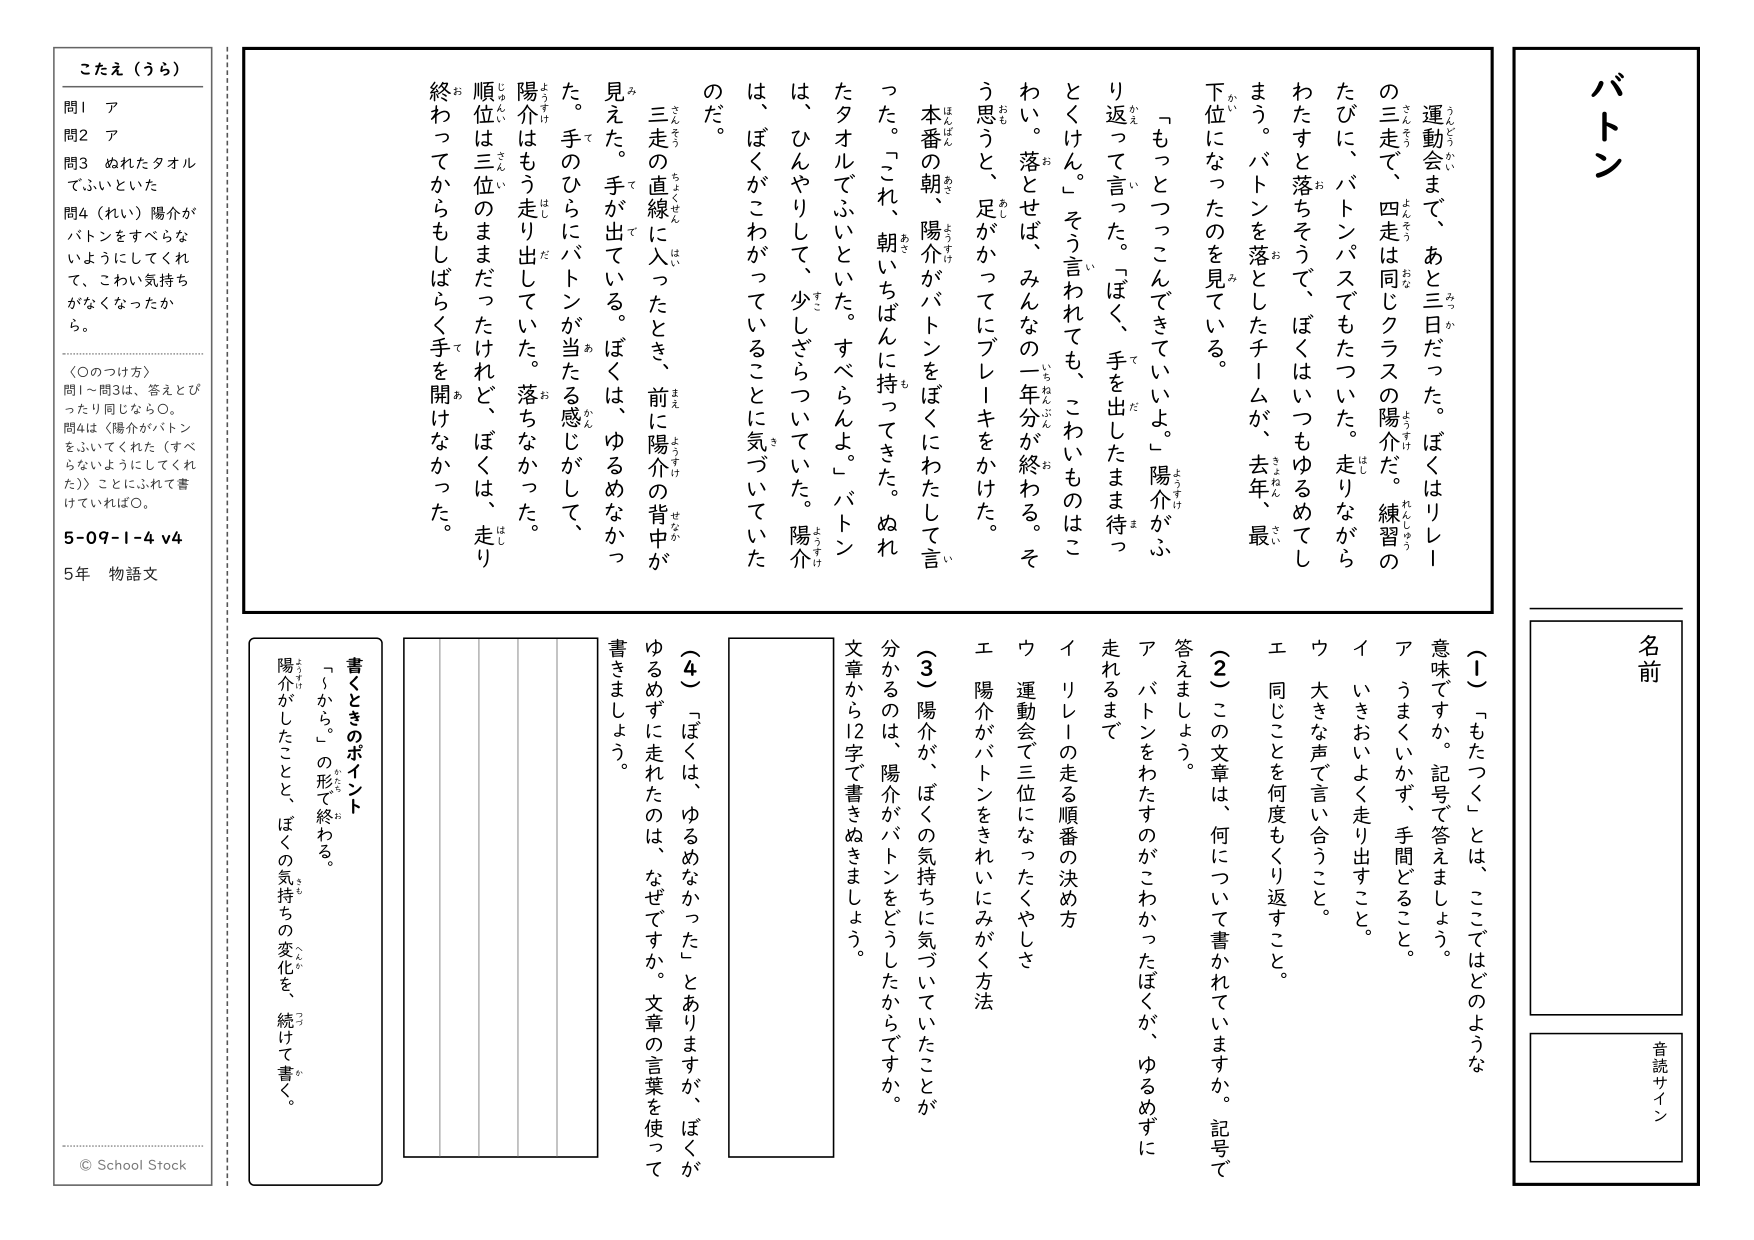 バトン
名前
音読サイン
運動会まで、あと三日だった。ぼくはリレー
の三走で、四走は同じクラスの陽介だ。練習の
たびに、バトンパスでもたついた。走りながら
わたすと落ちそうで、ぼくはいつもゆるめてし
まう。バトンを落としたチームが、去年、最
下位になったのを見ている。
「もっとつっこんできていいよ。」陽介がふ
り返って言った。「ぼく、手を出したまま待っ
とくけん。」そう言われても、こわいものはこ
わい。落とせば、みんなの一年分が終わる。そ
う思うと、足がかってにブレーキをかけた。
本番の朝、陽介がバトンをぼくにわたして言
った。「これ、朝いちばんに持ってきた。ぬれ
たタオルでふいといた。すべらんよ。」バトン
は、ひんやりして、少しざらついていた。陽介
は、ぼくがこわがっていることに気づいていた
のだ。
三走の直線に入ったとき、前に陽介の背中が
見えた。手が出ている。ぼくは、ゆるめなかっ
た。手のひらにバトンが当たる感じがして、
陽介はもう走り出していた。落ちなかった。
順位は三位のままだったけれど、ぼくは、走り
終わってからもしばらく手を開けなかった。
(1)「もたつく」とは、ここではどのような
意味ですか。記号で答えましょう。
ア うまくいかず、手間どること。
イ いきおいよく走り出すこと。
ウ 大きな声で言い合うこと。
エ 同じことを何度もくり返すこと。
(2)この文章は、何について書かれていますか。記号で
答えましょう。
ア バトンをわたすのがこわかったぼくが、ゆるめずに
走れるまで
イ リレーの走る順番の決め方
ウ 運動会で三位になったくやしさ
エ 陽介がバトンをきれいにみがく方法
(3)陽介が、ぼくの気持ちに気づいていたことが
分かるのは、陽介がバトンをどうしたからですか。
文章から12字で書きぬきましょう。
(4)「ぼくは、ゆるめなかった」とありますが、ぼくが
ゆるめずに走れたのは、なぜですか。文章の言葉を使って
書きましょう。
書くときのポイント
「〜から。」の形で終わる。
陽介がしたことと、ぼくの気持ちの変化を、続けて書く。
こたえ（うら）
問1 ア
問2 ア
問3 ぬれたタオル
でふいといた
問4（れい）陽介が
バトンをすべらな
いようにしてくれ
て、こわい気持ち
がなくなったか
ら。
〈〇のつけ方〉
問1〜問3は、答えとぴ
ったり同じなら〇。
問4は〈陽介がバトン
をふいてくれた（すべ
らないようにしてくれ
た）〉ことにふれて書
けていれば〇。
5-09-1-4 v4
5年 物語文
© School Stock